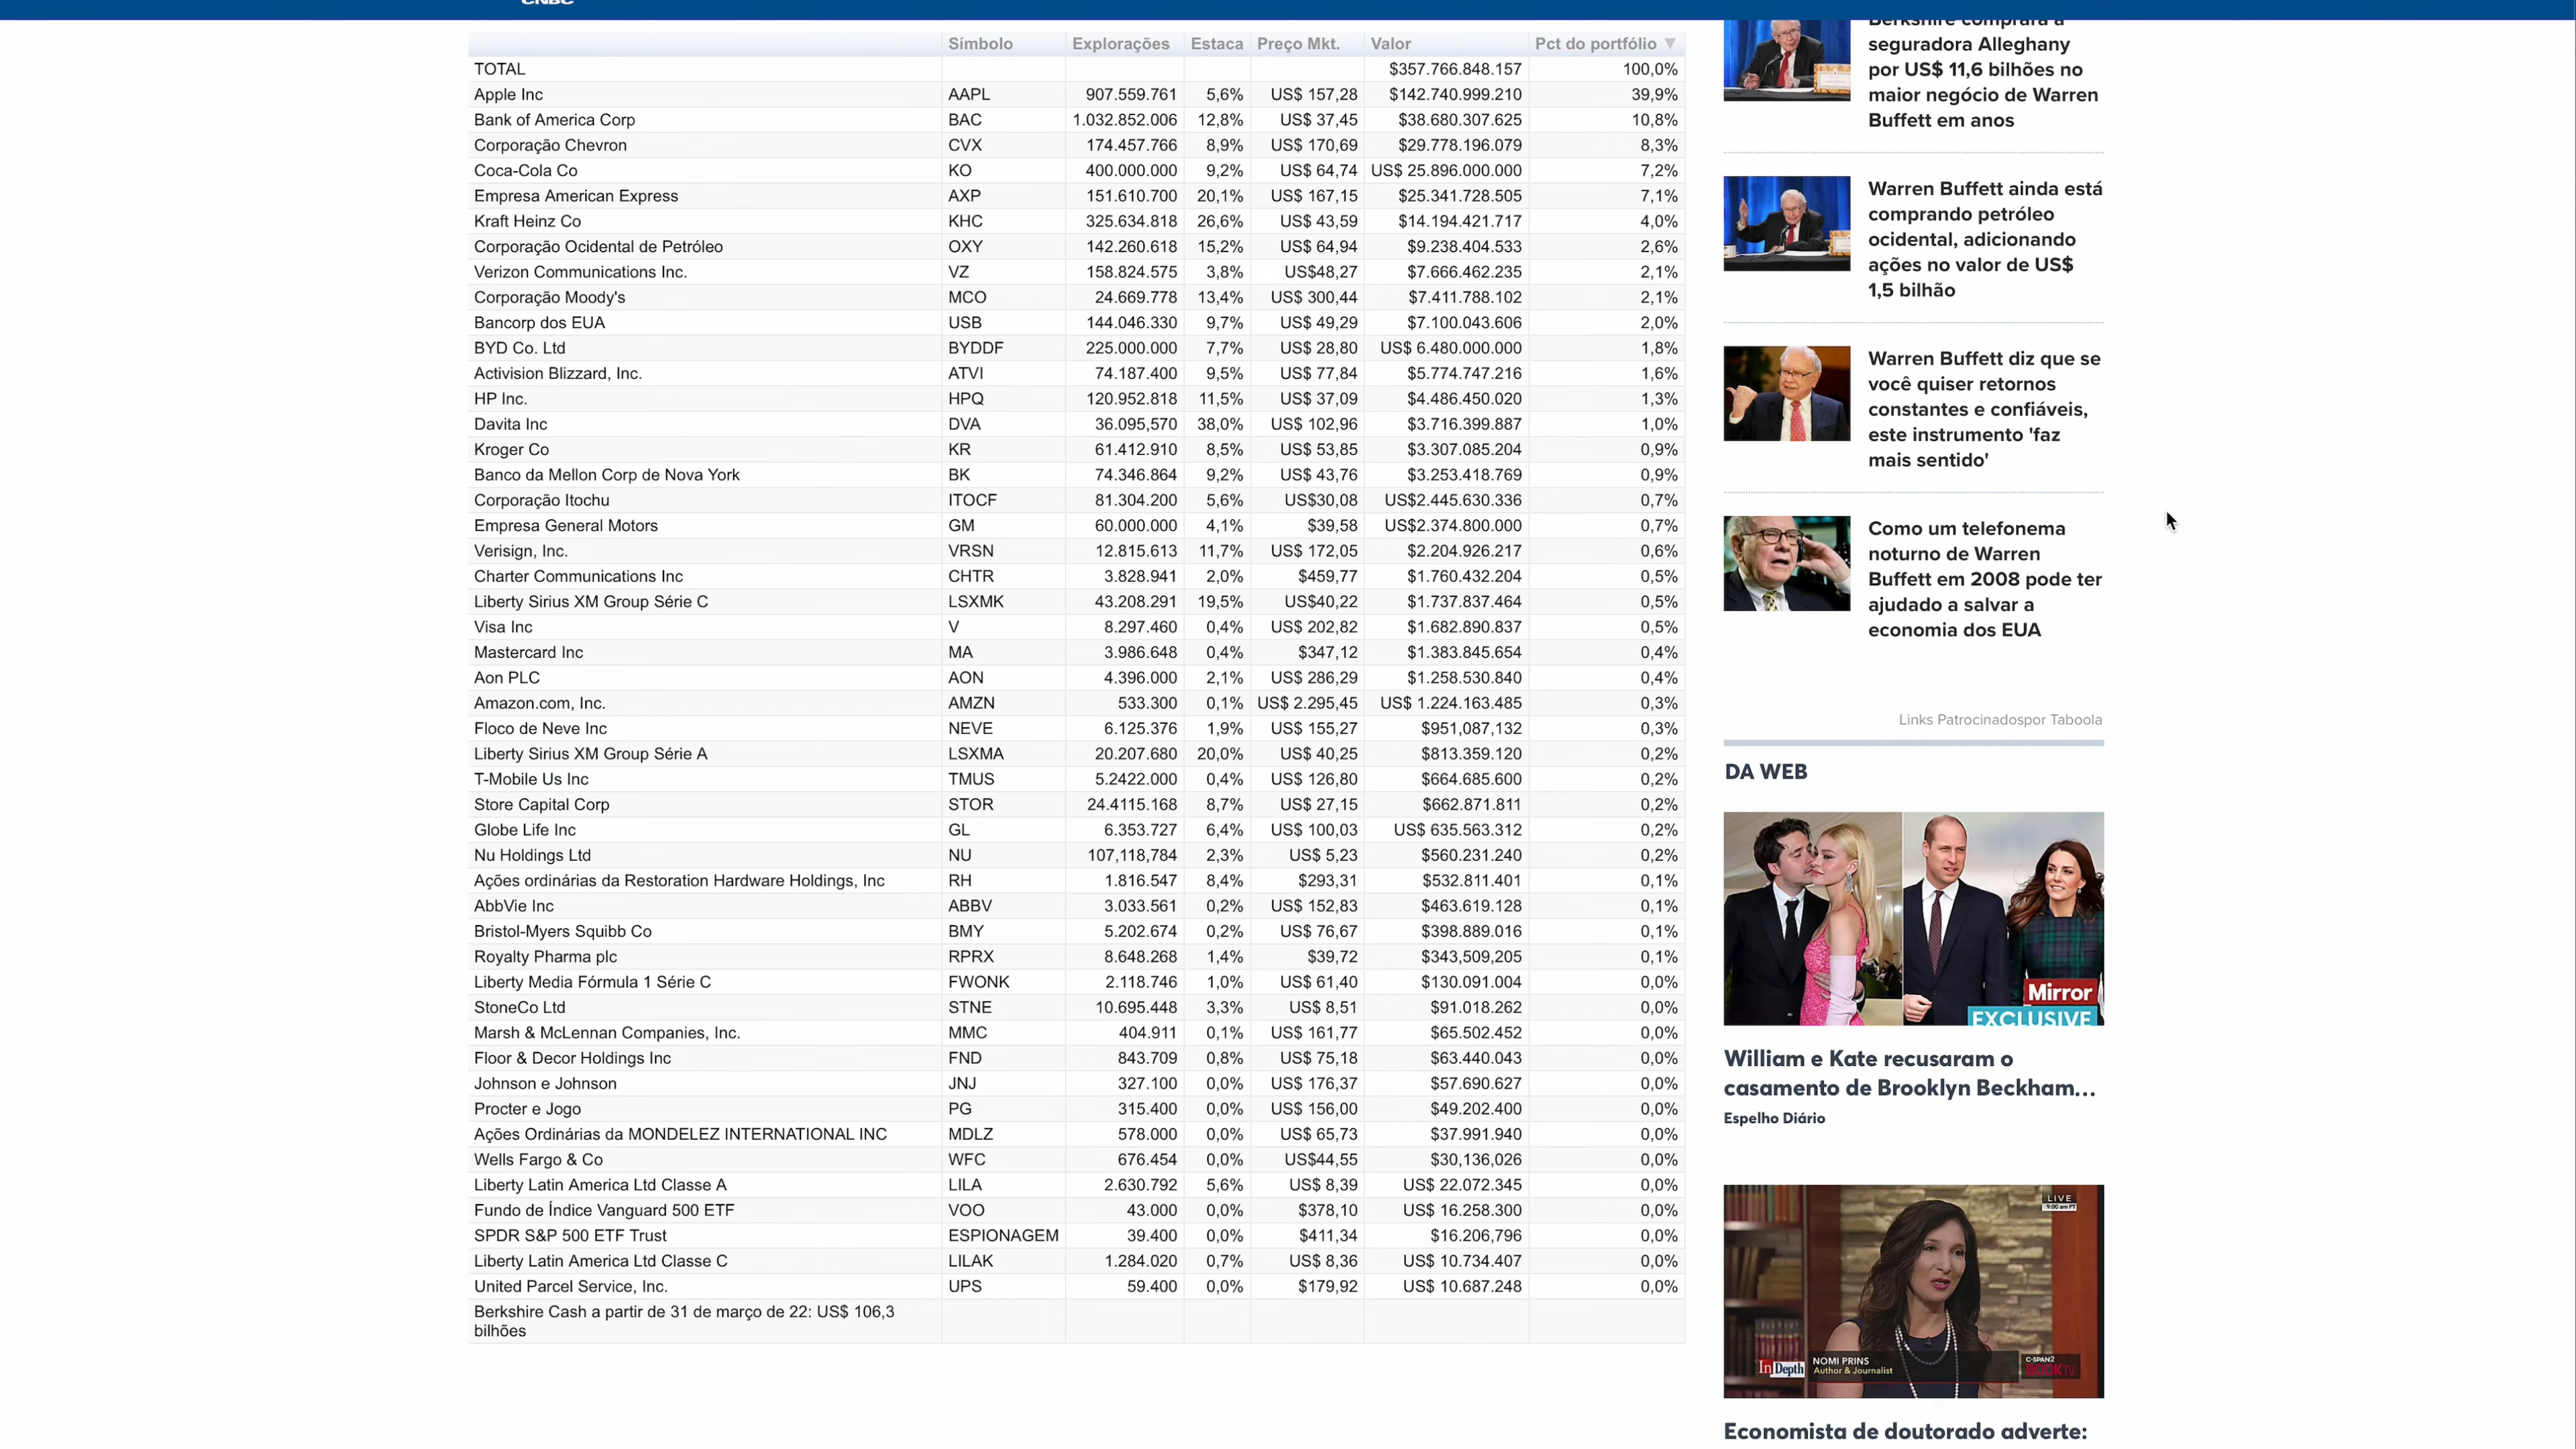 CNBC
Símbolo Explorações Estaca Preço Mkt. Valor Pct do portfólio ▼
TOTAL $357.766.848.157 100,0%
Apple Inc AAPL 907.559.761 5,6% US$ 157,28 $142.740.999.210 39,9%
Bank of America Corp BAC 1.032.852.006 12,8% US$ 37,45 $38.680.307.625 10,8%
Corporação Chevron CVX 174.457.766 8,9% US$ 170,69 $29.778.196.079 8,3%
Coca-Cola Co KO 400.000.000 9,2% US$ 64,74 US$ 25.896.000.000 7,2%
Empresa American Express AXP 151.610.700 20,1% US$ 167,15 $25.341.728.505 7,1%
Kraft Heinz Co KHC 325.634.818 26,6% US$ 43,59 $14.194.421.717 4,0%
Corporação Ocidental de Petróleo OXY 142.260.618 15,2% US$ 64,94 $9.238.404.533 2,6%
Verizon Communications Inc. VZ 158.824.575 3,8% US$48,27 $7.666.462.235 2,1%
Corporação Moody's MCO 24.669.778 13,4% US$ 300,44 $7.411.788.102 2,1%
Bancorp dos EUA USB 144.046.330 9,7% US$ 49,29 $7.100.043.606 2,0%
BYD Co. Ltd BYDDF 225.000.000 7,7% US$ 28,80 US$ 6.480.000.000 1,8%
Activision Blizzard, Inc. ATVI 74.187.400 9,5% US$ 77,84 $5.774.747.216 1,6%
HP Inc. HPQ 120.952.818 11,5% US$ 37,09 $4.486.450.020 1,3%
Davita Inc DVA 36.095,570 38,0% US$ 102,96 $3.716.399.887 1,0%
Kroger Co KR 61.412.910 8,5% US$ 53,85 $3.307.085.204 0,9%
Banco da Mellon Corp de Nova York BK 74.346.864 9,2% US$ 43,76 $3.253.418.769 0,9%
Corporação Itochu ITOCF 81.304.200 5,6% US$30,08 US$2.445.630.336 0,7%
Empresa General Motors GM 60.000.000 4,1% $39,58 US$2.374.800.000 0,7%
Verisign, Inc. VRSN 12.815.613 11,7% US$ 172,05 $2.204.926.217 0,6%
Charter Communications Inc CHTR 3.828.941 2,0% $459,77 $1.760.432.204 0,5%
Liberty Sirius XM Group Série C LSXMK 43.208.291 19,5% US$40,22 $1.737.837.464 0,5%
Visa Inc V 8.297.460 0,4% US$ 202,82 $1.682.890.837 0,5%
Mastercard Inc MA 3.986.648 0,4% $347,12 $1.383.845.654 0,4%
Aon PLC AON 4.396.000 2,1% US$ 286,29 $1.258.530.840 0,4%
Amazon.com, Inc. AMZN 533.300 0,1% US$ 2.295,45 US$ 1.224.163.485 0,3%
Floco de Neve Inc NEVE 6.125.376 1,9% US$ 155,27 $951,087,132 0,3%
Liberty Sirius XM Group Série A LSXMA 20.207.680 20,0% US$ 40,25 $813.359.120 0,2%
T-Mobile Us Inc TMUS 5.2422.000 0,4% US$ 126,80 $664.685.600 0,2%
Store Capital Corp STOR 24.4115.168 8,7% US$ 27,15 $662.871.811 0,2%
Globe Life Inc GL 6.353.727 6,4% US$ 100,03 US$ 635.563.312 0,2%
Nu Holdings Ltd NU 107,118,784 2,3% US$ 5,23 $560.231.240 0,2%
Ações ordinárias da Restoration Hardware Holdings, Inc RH 1.816.547 8,4% $293,31 $532.811.401 0,1%
AbbVie Inc ABBV 3.033.561 0,2% US$ 152,83 $463.619.128 0,1%
Bristol-Myers Squibb Co BMY 5.202.674 0,2% US$ 76,67 $398.889.016 0,1%
Royalty Pharma plc RPRX 8.648.268 1,4% $39,72 $343,509,205 0,1%
Liberty Media Fórmula 1 Série C FWONK 2.118.746 1,0% US$ 61,40 $130.091.004 0,0%
StoneCo Ltd STNE 10.695.448 3,3% US$ 8,51 $91.018.262 0,0%
Marsh & McLennan Companies, Inc. MMC 404.911 0,1% US$ 161,77 $65.502.452 0,0%
Floor & Decor Holdings Inc FND 843.709 0,8% US$ 75,18 $63.440.043 0,0%
Johnson e Johnson JNJ 327.100 0,0% US$ 176,37 $57.690.627 0,0%
Procter e Jogo PG 315.400 0,0% US$ 156,00 $49.202.400 0,0%
Ações Ordinárias da MONDELEZ INTERNATIONAL INC MDLZ 578.000 0,0% US$ 65,73 $37.991.940 0,0%
Wells Fargo & Co WFC 676.454 0,0% US$44,55 $30,136,026 0,0%
Liberty Latin America Ltd Classe A LILA 2.630.792 5,6% US$ 8,39 US$ 22.072.345 0,0%
Fundo de Índice Vanguard 500 ETF VOO 43.000 0,0% $378,10 US$ 16.258.300 0,0%
SPDR S&P 500 ETF Trust ESPIONAGEM 39.400 0,0% $411,34 $16.206,796 0,0%
Liberty Latin America Ltd Classe C LILAK 1.284.020 0,7% US$ 8,36 US$ 10.734.407 0,0%
United Parcel Service, Inc. UPS 59.400 0,0% $179,92 US$ 10.687.248 0,0%
Berkshire Cash a partir de 31 de março de 22: US$ 106,3
bilhões
Berkshire comprará a
seguradora Alleghany
por US$ 11,6 bilhões no
maior negócio de Warren
Buffett em anos
Warren Buffett ainda está
comprando petróleo
ocidental, adicionando
ações no valor de US$
1,5 bilhão
Warren Buffett diz que se
você quiser retornos
constantes e confiáveis,
este instrumento 'faz
mais sentido'
Como um telefonema
noturno de Warren
Buffett em 2008 pode ter
ajudado a salvar a
economia dos EUA
Links Patrocinadospor Taboola
DA WEB
Mirror
EXCLUSIVE
William e Kate recusaram o
casamento de Brooklyn Beckham...
Espelho Diário
LIVE
9:00 am PT
InDepth
NOMI PRINS
Author & Journalist
C-SPAN2
BOOKTV
Economista de doutorado adverte: